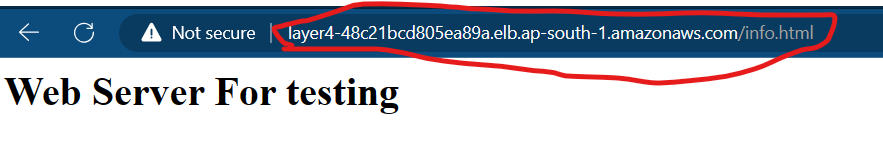 Not secure layer4-48c21bcd805ea89a.elb.ap-south-1.amazonaws.com/info.html
Web Server For testing